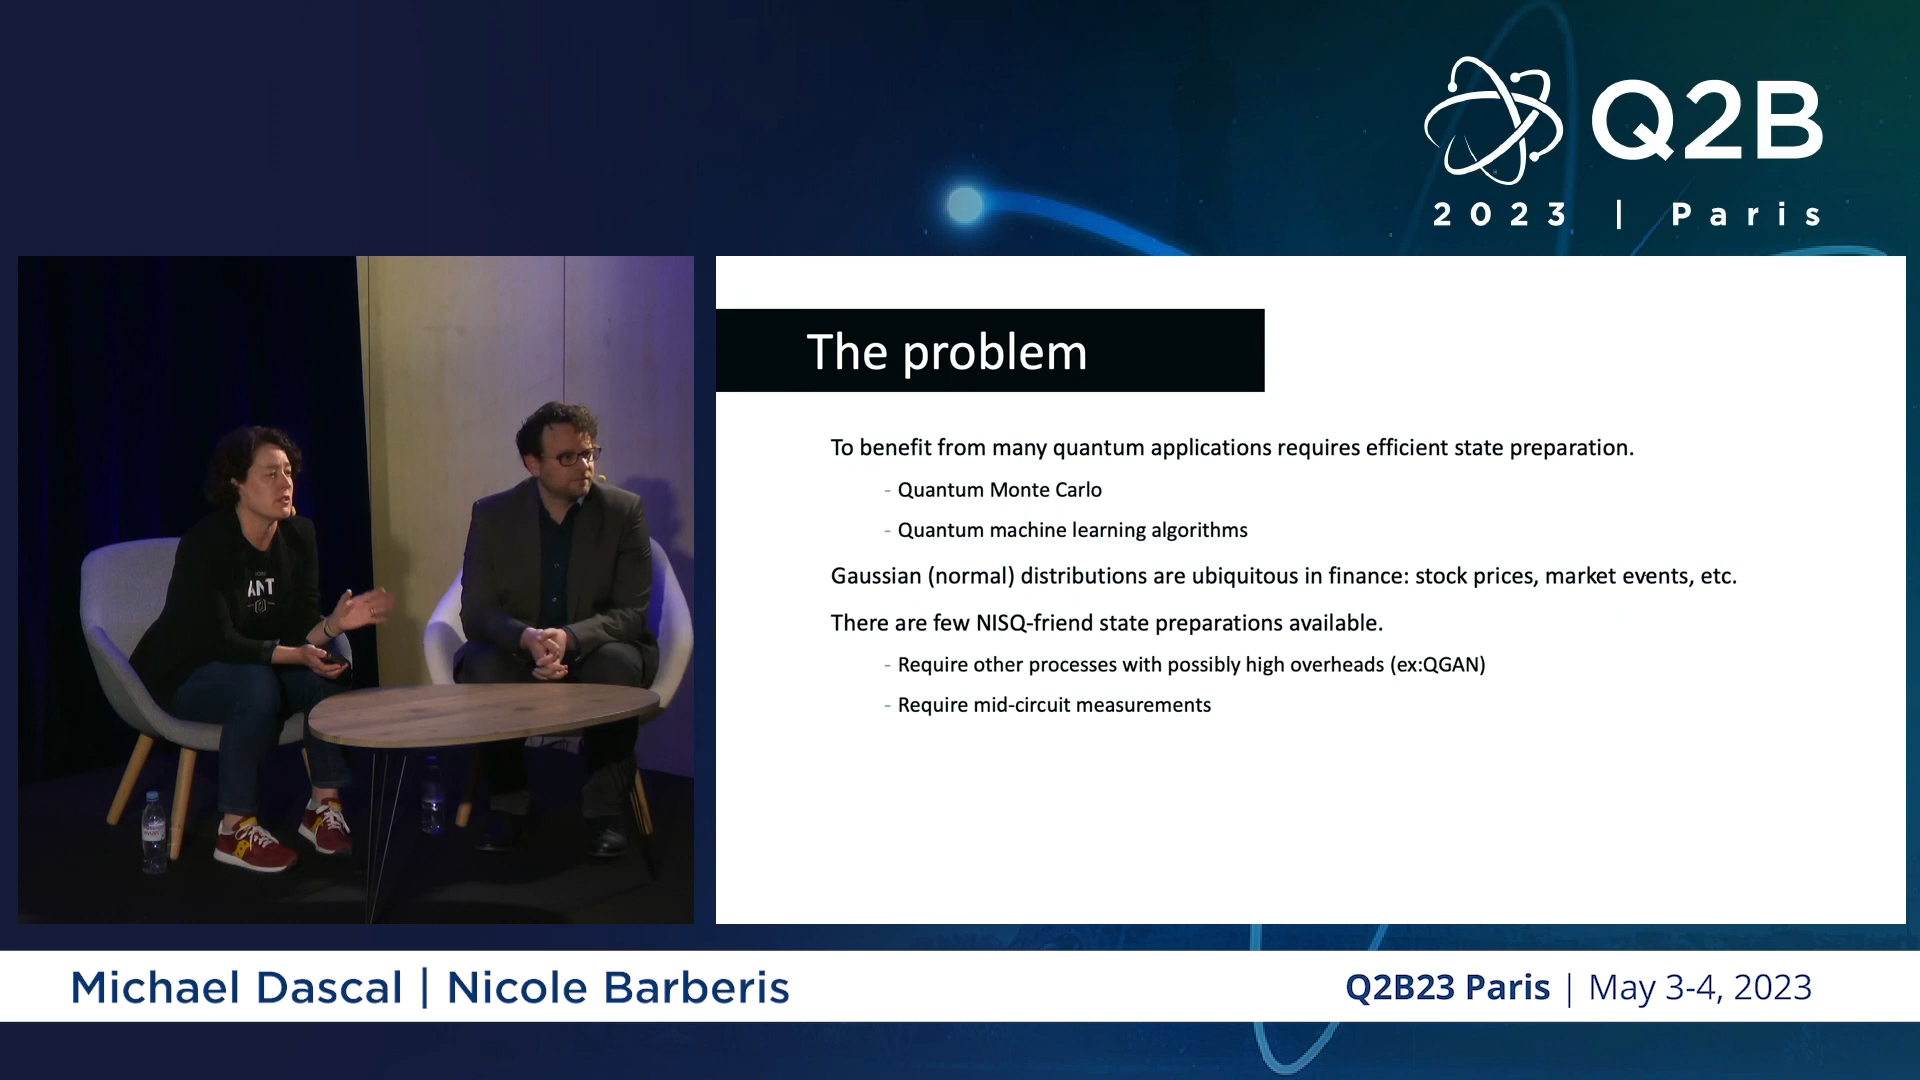 Q2B
2023 | Paris
The problem
To benefit from many quantum applications requires efficient state preparation.
- Quantum Monte Carlo
- Quantum machine learning algorithms
Gaussian (normal) distributions are ubiquitous in finance: stock prices, market events, etc.
There are few NISQ-friend state preparations available.
- Require other processes with possibly high overheads (ex:QGAN)
- Require mid-circuit measurements
ANT
Michael Dascal | Nicole Barberis
Q2B23 Paris | May 3-4, 2023